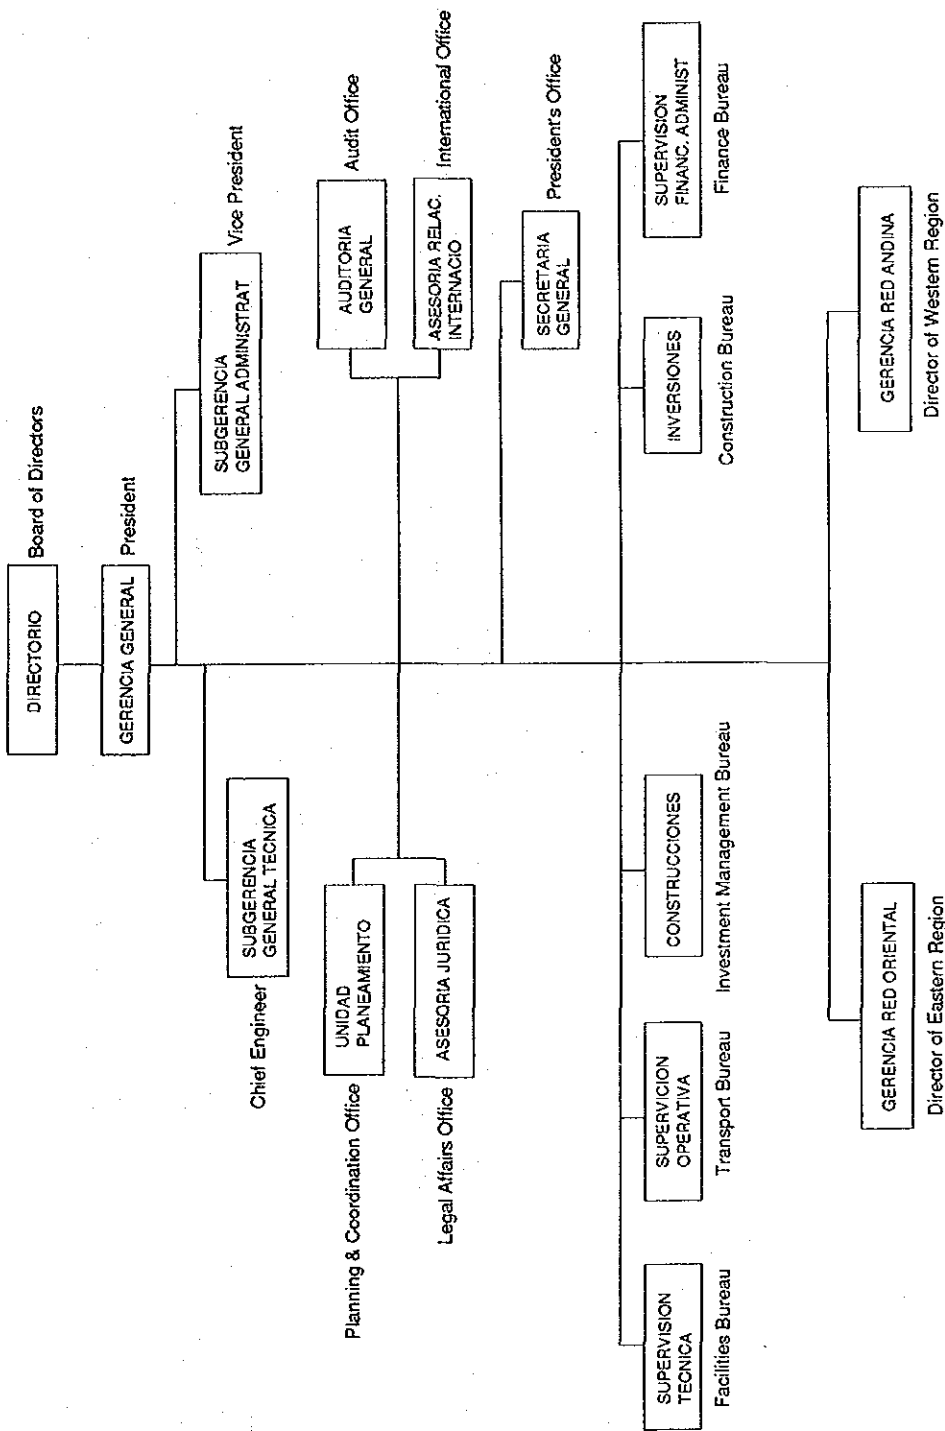 DIRECTORIO
Board of Directors
GERENCIA GENERAL
President
SUBGERENCIA
GENERAL ADMINISTRAT
Vice President
SUBGERENCIA
GENERAL TECNICA
Chief Engineer
Planning & Coordination Office
UNIDAD
PLANEAMIENTO
AUDITORIA
GENERAL
Audit Office
Legal Affairs Office
ASESORIA JURIDICA
ASESORIA RELAC.
INTERNACIO
International Office
SECRETARIA
GENERAL
President's Office
SUPERVISION
TECNICA
Facilities Bureau
SUPERVICION
OPERATIVA
Transport Bureau
CONSTRUCCIONES
Investment Management Bureau
INVERSIONES
Construction Bureau
SUPERVISION
FINANC. ADMINIST
Finance Bureau
GERENCIA RED ORIENTAL
Director of Eastern Region
GERENCIA RED ANDINA
Director of Western Region